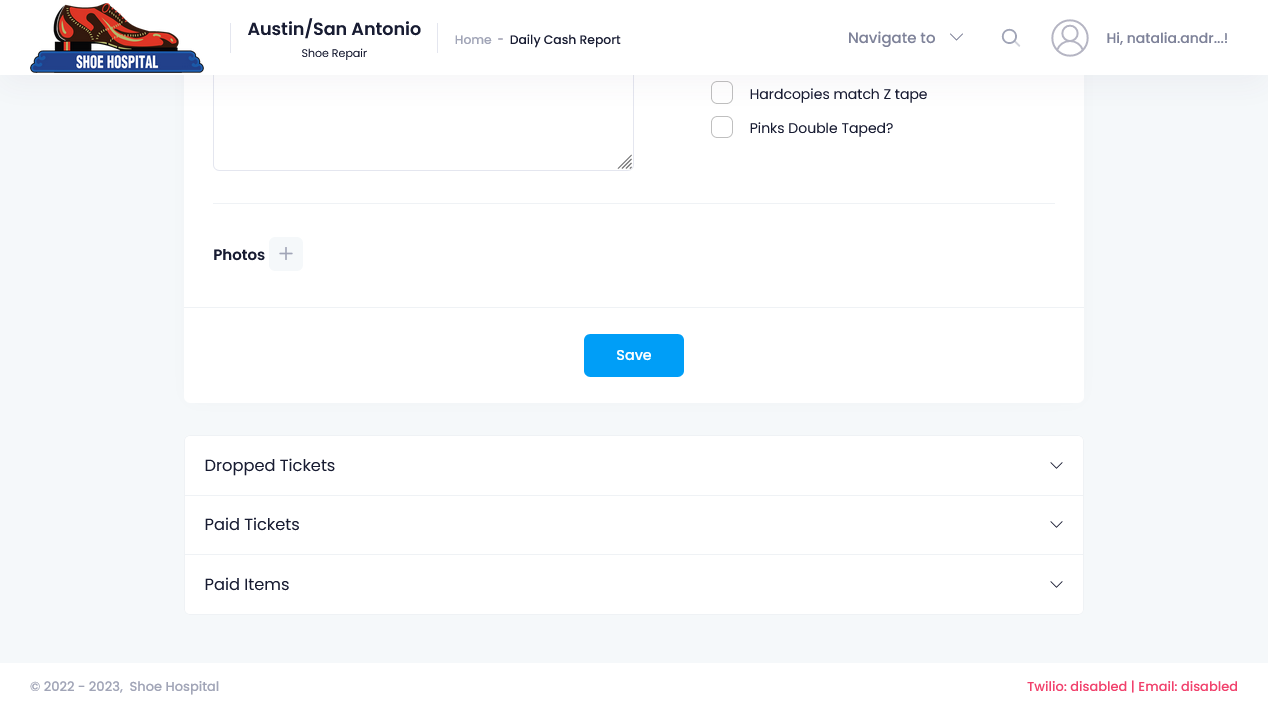 SHOE HOSPITAL
Austin/San Antonio
Shoe Repair
Home - Daily Cash Report
Navigate to
Hi, natalia.andr...!
Hardcopies match Z tape
Pinks Double Taped?
Photos
Save
Dropped Tickets
Paid Tickets
Paid Items
© 2022 - 2023, Shoe Hospital
Twilio: disabled | Email: disabled